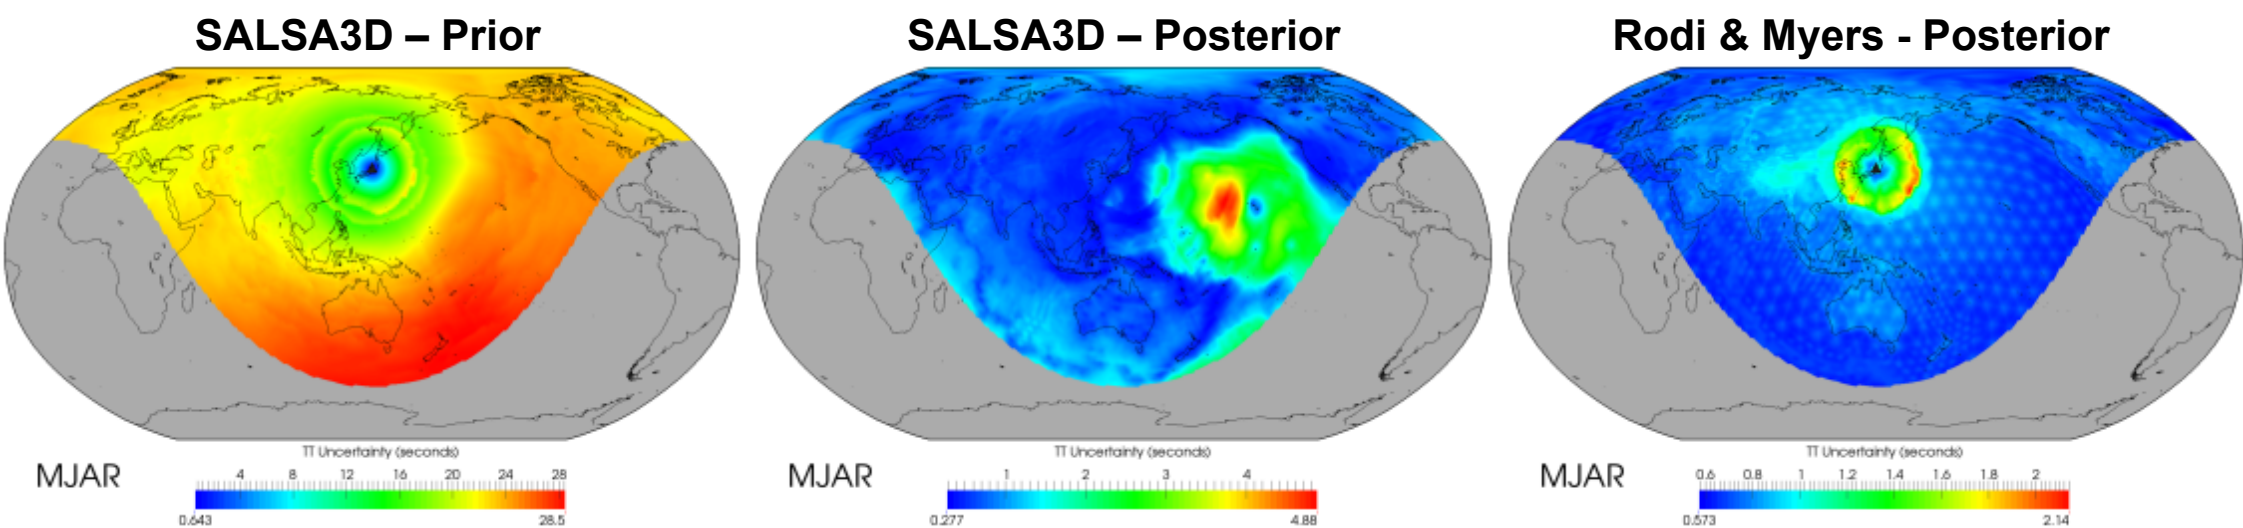 SALSA3D – Prior
SALSA3D – Posterior
Rodi & Myers - Posterior
TT Uncertainty (seconds)
4 8 12 16 20 24 28
MJAR
0.643 28.5
TT Uncertainty (seconds)
1 2 3 4
MJAR
0.277 4.88
TT Uncertainty (seconds)
0.6 0.8 1 1.2 1.4 1.6 1.8 2
MJAR
0.573 2.14